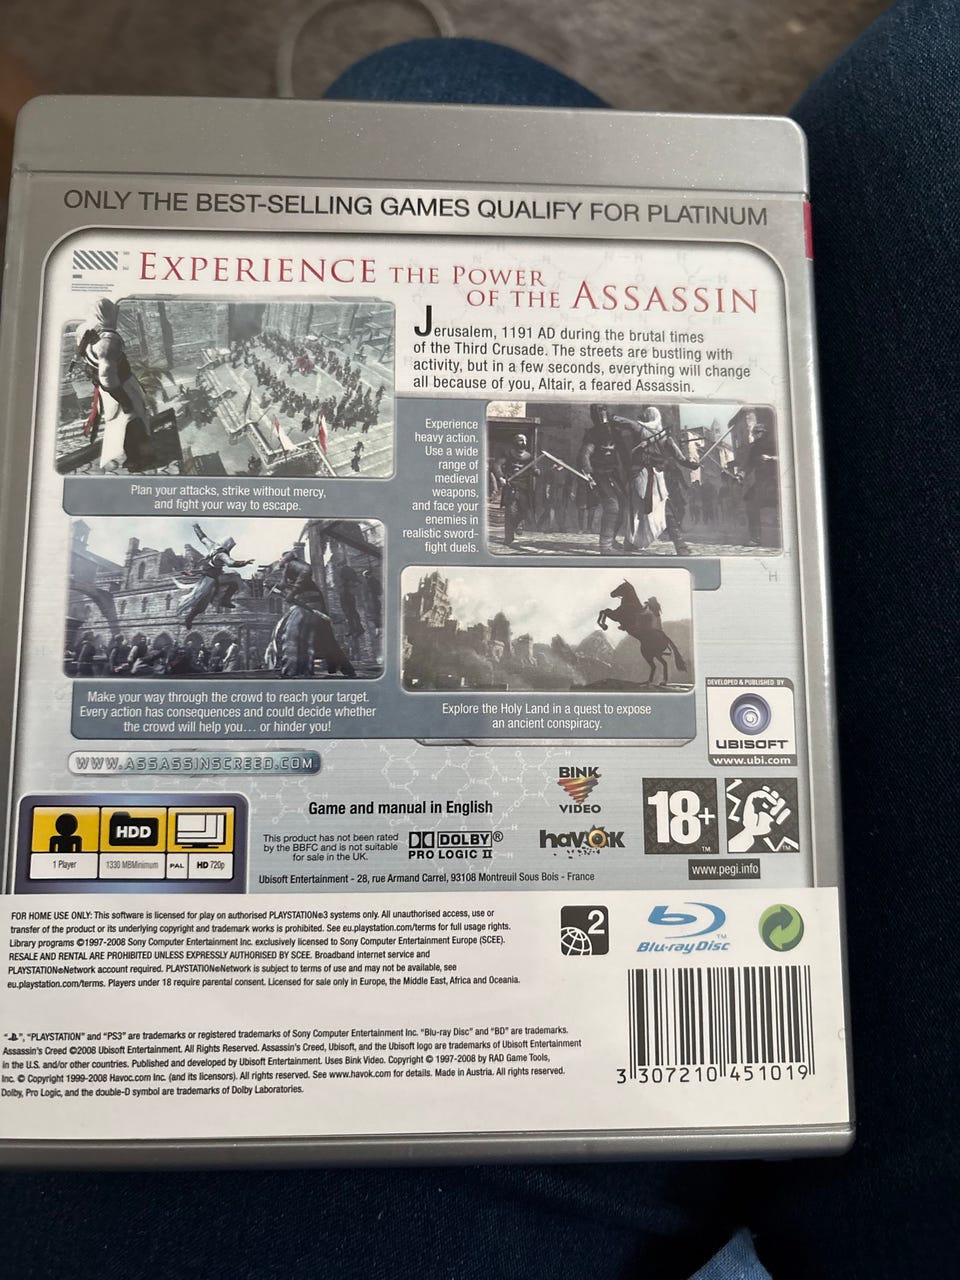 ONLY THE BEST-SELLING GAMES QUALIFY FOR PLATINUM
EXPERIENCE THE POWER
OF THE ASSASSIN
Jerusalem, 1191 AD during the brutal times
of the Third Crusade. The streets are bustling with
activity, but in a few seconds, everything will change
all because of you, Altair, a feared Assassin.
Plan your attacks, strike without mercy,
and fight your way to escape.
Experience
heavy action.
Use a wide
range of
medieval
weapons,
and face your
enemies in
realistic sword-
fight duels.
Make your way through the crowd to reach your target.
Every action has consequences and could decide whether
the crowd will help you... or hinder you!
Explore the Holy Land in a quest to expose
an ancient conspiracy.
DEVELOPED & PUBLISHED BY
UBISOFT
www.ubi.com
WWW.ASSASSINSCREED.COM
Game and manual in English
BINK
VIDEO
HDD
1 Player
1330 MBMinimum
PAL
HD 720p
This product has not been rated
by the BBFC and is not suitable
for sale in the UK.
DOLBY®
PRO LOGIC II
havok
18+
TM
www.pegi.info
Ubisoft Entertainment - 28, rue Armand Carrel, 93108 Montreuil Sous Bois - France
FOR HOME USE ONLY: This software is licensed for play on authorised PLAYSTATION®3 systems only. All unauthorised access, use or
transfer of the product or its underlying copyright and trademark works is prohibited. See eu.playstation.com/terms for full usage rights.
Library programs ©1997-2008 Sony Computer Entertainment Inc. exclusively licensed to Sony Computer Entertainment Europe (SCEE).
RESALE AND RENTAL ARE PROHIBITED UNLESS EXPRESSLY AUTHORISED BY SCEE. Broadband internet service and
PLAYSTATION®Network account required. PLAYSTATION®Network is subject to terms of use and may not be available, see
eu.playstation.com/terms. Players under 18 require parental consent. Licensed for sale only in Europe, the Middle East, Africa and Oceania.
2
Blu-ray Disc
TM
"PLAYSTATION" and "PS3" are trademarks or registered trademarks of Sony Computer Entertainment Inc. "Blu-ray Disc" and "BD" are trademarks.
Assassin's Creed ©2008 Ubisoft Entertainment. All Rights Reserved. Assassin's Creed, Ubisoft, and the Ubisoft logo are trademarks of Ubisoft Entertainment
in the U.S. and/or other countries. Published and developed by Ubisoft Entertainment. Uses Bink Video. Copyright © 1997-2008 by RAD Game Tools,
Inc. © Copyright 1999-2008 Havoc.com Inc. (and its licensors). All rights reserved. See www.havok.com for details. Made in Austria. All rights reserved.
Dolby, Pro Logic, and the double-D symbol are trademarks of Dolby Laboratories.
3 307210 451019